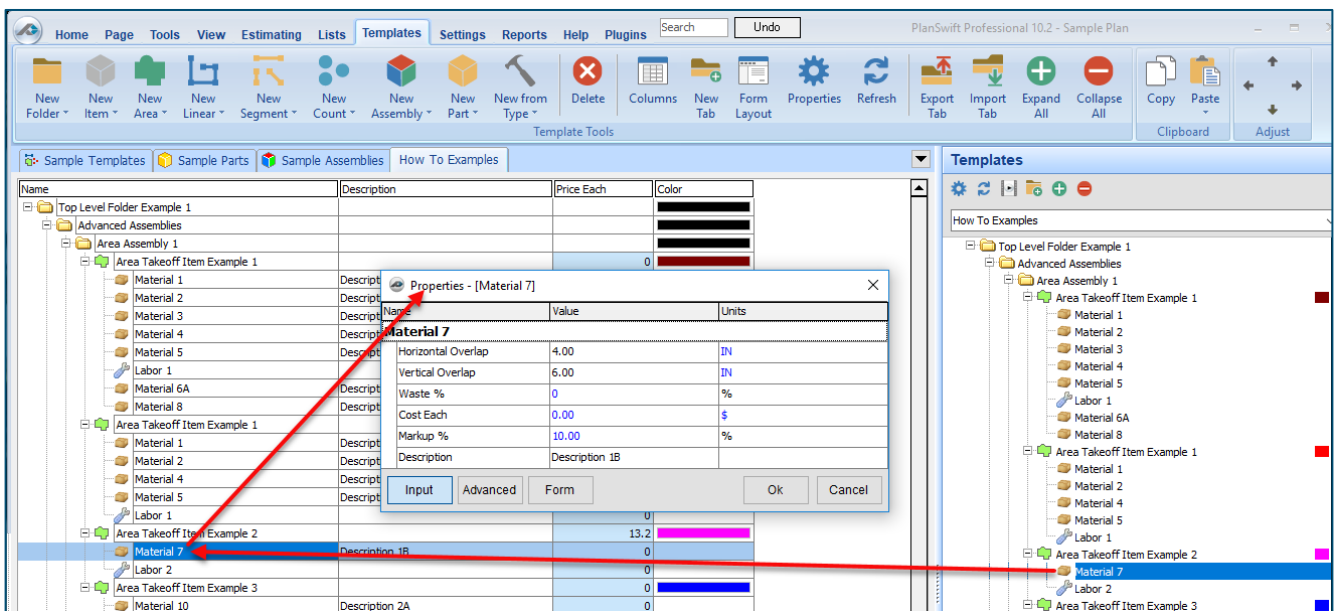 Home Page Tools View Estimating Lists Templates Settings Reports Help Plugins Search Undo PlanSwift Professional 10.2 - Sample Plan
New Folder New Item New Area New Linear New Segment New Count New Assembly New Part New from Type Delete Columns New Tab Form Layout Properties Refresh Export Tab Import Tab Expand All Collapse All Copy Paste
Template Tools Clipboard Adjust
Sample Templates Sample Parts Sample Assemblies How To Examples
Name Description Price Each Color
Top Level Folder Example 1
Advanced Assemblies
Area Assembly 1
Area Takeoff Item Example 1 0
Material 1 Descript
Material 2 Descript
Material 3 Descript
Material 4 Descript
Material 5 Descript
Labor 1
Material 6A Descript
Material 8 Descript
Area Takeoff Item Example 1
Material 1 Descript
Material 2 Descript
Material 4 Descript
Material 5 Descript
Labor 1 0
Area Takeoff Item Example 2 13.2
Material 7 Description 1B 0
Labor 2 0
Area Takeoff Item Example 3 0
Material 10 Description 2A 0
Properties - [Material 7]
Name Value Units
Material 7
Horizontal Overlap 4.00 IN
Vertical Overlap 6.00 IN
Waste % 0 %
Cost Each 0.00 $
Markup % 10.00 %
Description Description 1B
Input Advanced Form Ok Cancel
Templates
How To Examples
Top Level Folder Example 1
Advanced Assemblies
Area Assembly 1
Area Takeoff Item Example 1
Material 1
Material 2
Material 3
Material 4
Material 5
Labor 1
Material 6A
Material 8
Area Takeoff Item Example 1
Material 1
Material 2
Material 4
Material 5
Labor 1
Area Takeoff Item Example 2
Material 7
Labor 2
Area Takeoff Item Example 3